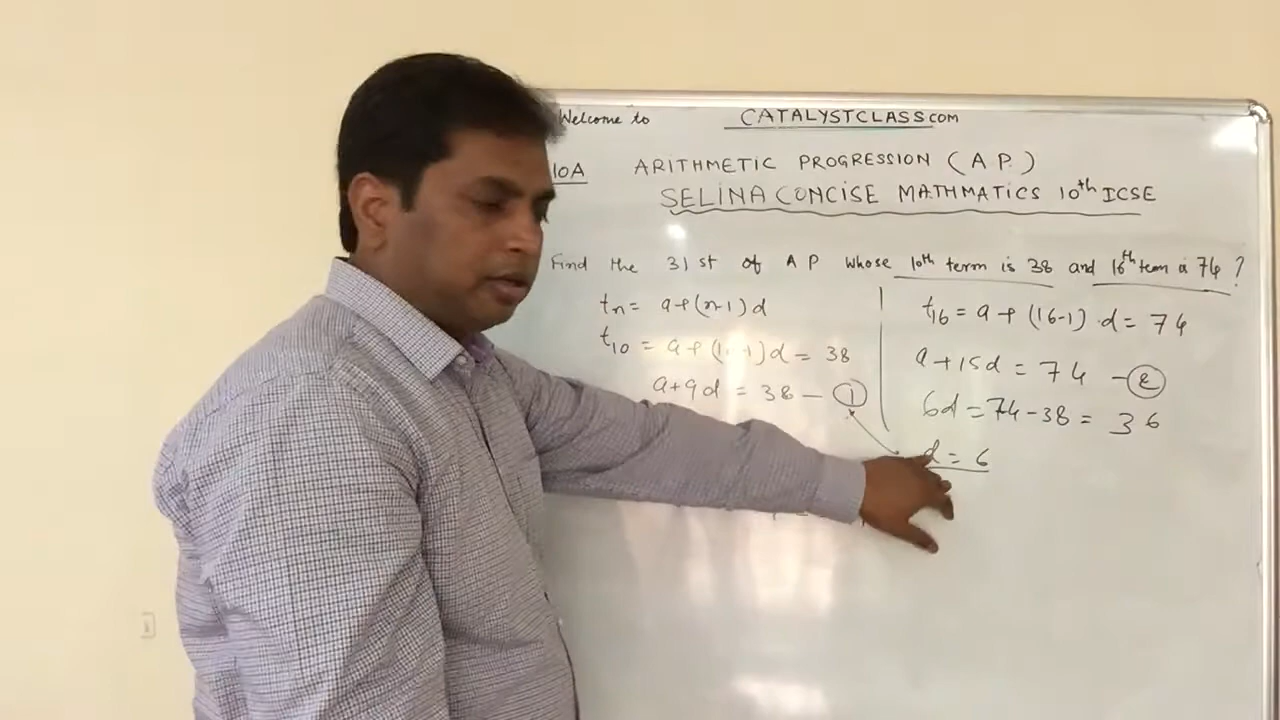 Welcome to CATALYSTCLASS.COM
10A ARITHMETIC PROGRESSION (A P.)
SELINA CONCISE MATHMATICS 10th ICSE
Find the 31st of A P whose 10th term is 38 and 16th term is 74 ?
tn = a+(n-1)d
t10 = a+(10-1)d = 38
a+9d = 38 — ①
t16 = a+(16-1).d = 74
a+15d = 74 — ②
6d = 74-38 = 36
d = 6